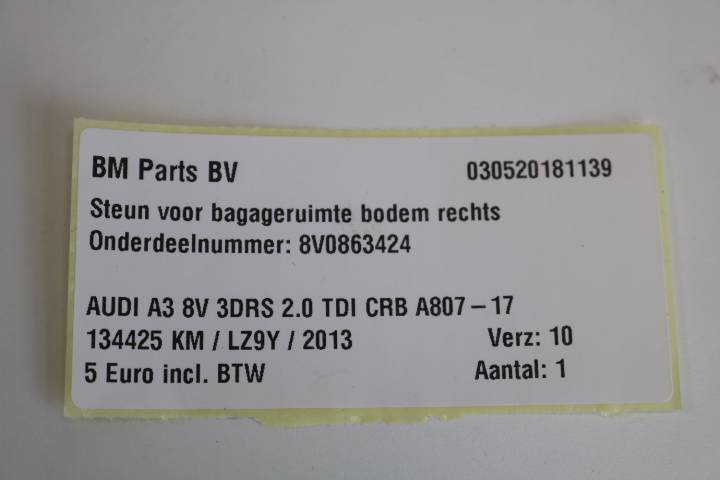 BM Parts BV 030520181139
Steun voor bagageruimte bodem rechts
Onderdeelnummer: 8V0863424
AUDI A3 8V 3DRS 2.0 TDI CRB A807 – 17
134425 KM / LZ9Y / 2013 Verz: 10
5 Euro incl. BTW Aantal: 1